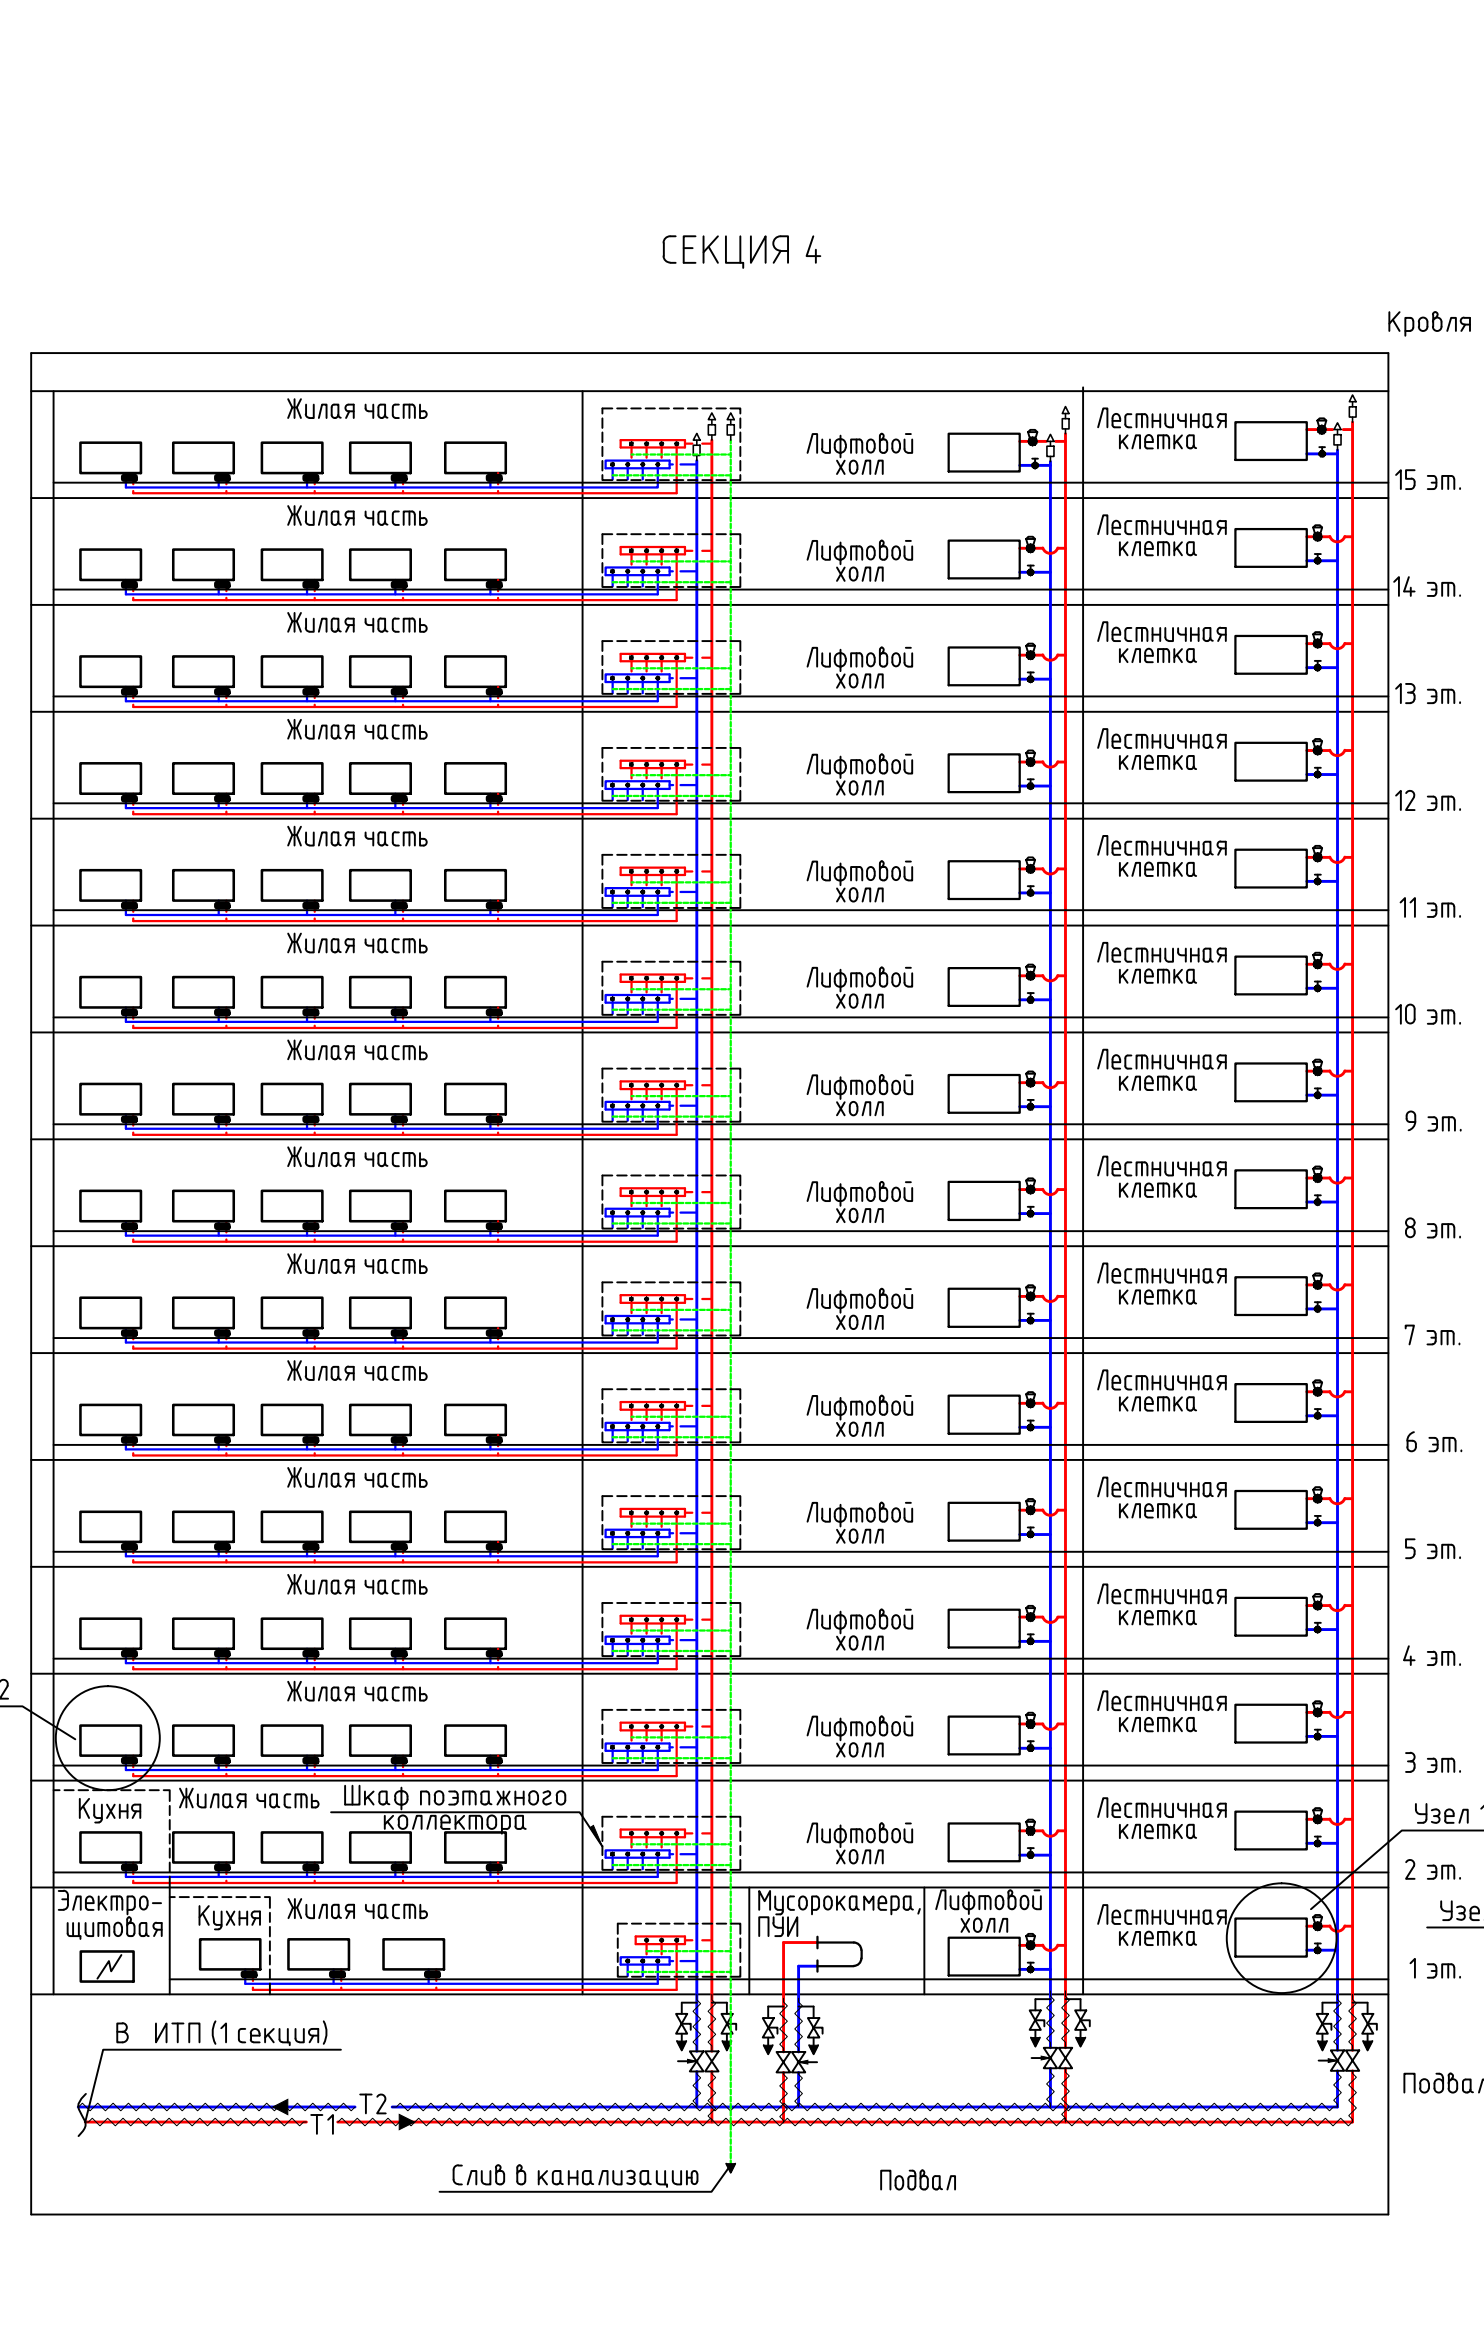 СЕКЦИЯ 4
Кровля
Жилая часть
Лифтовой
холл
Лестничная
клетка
15 эт.
Жилая часть
Лифтовой
холл
Лестничная
клетка
14 эт.
Жилая часть
Лифтовой
холл
Лестничная
клетка
13 эт.
Жилая часть
Лифтовой
холл
Лестничная
клетка
12 эт.
Жилая часть
Лифтовой
холл
Лестничная
клетка
11 эт.
Жилая часть
Лифтовой
холл
Лестничная
клетка
10 эт.
Жилая часть
Лифтовой
холл
Лестничная
клетка
9 эт.
Жилая часть
Лифтовой
холл
Лестничная
клетка
8 эт.
Жилая часть
Лифтовой
холл
Лестничная
клетка
7 эт.
Жилая часть
Лифтовой
холл
Лестничная
клетка
6 эт.
Жилая часть
Лифтовой
холл
Лестничная
клетка
5 эт.
Жилая часть
Лифтовой
холл
Лестничная
клетка
4 эт.
2
Жилая часть
Лифтовой
холл
Лестничная
клетка
3 эт.
Кухня
Жилая часть
Шкаф поэтажного
коллектора
Лифтовой
холл
Лестничная
клетка
Узел 1
2 эт.
Электро-
щитовая
Кухня
Жилая часть
Мусорокамера,
ПУИ
Лифтовой
холл
Лестничная
клетка
Узе
1 эт.
В ИТП (1 секция)
Подвал
Т2
Т1
Слив в канализацию
Подвал